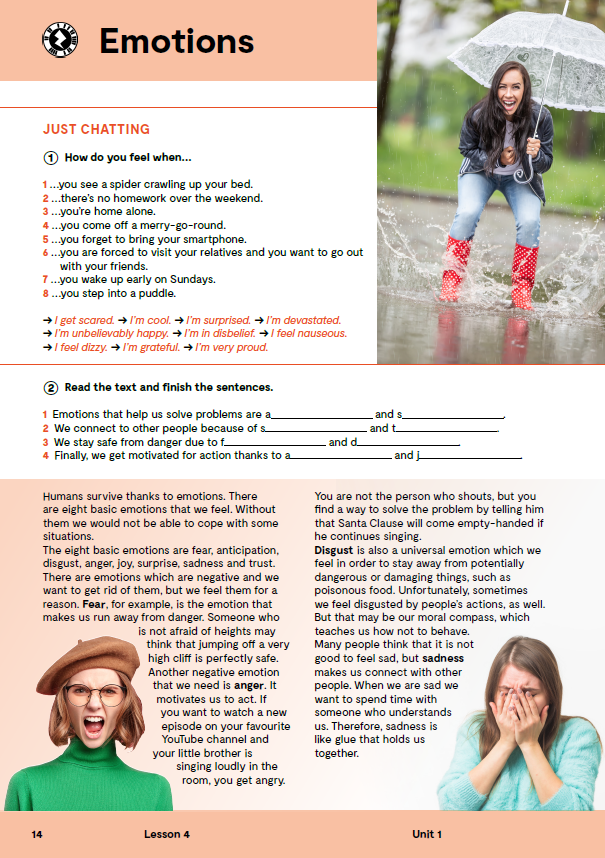 Emotions
JUST CHATTING
1 How do you feel when...
1 ...you see a spider crawling up your bed.
2 ...there's no homework over the weekend.
3 ...you're home alone.
4 ...you come off a merry-go-round.
5 ...you forget to bring your smartphone.
6 ...you are forced to visit your relatives and you want to go out
with your friends.
7 ...you wake up early on Sundays.
8 ...you step into a puddle.
→ I get scared. → I'm cool. → I'm surprised. → I'm devastated.
→ I'm unbelievably happy. → I'm in disbelief. → I feel nauseous.
→ I feel dizzy. → I'm grateful. → I'm very proud.
2 Read the text and finish the sentences.
1 Emotions that help us solve problems are a__________ and s__________.
2 We connect to other people because of s__________ and t__________.
3 We stay safe from danger due to f__________ and d__________.
4 Finally, we get motivated for action thanks to a__________ and j__________.
Humans survive thanks to emotions. There
are eight basic emotions that we feel. Without
them we would not be able to cope with some
situations.
The eight basic emotions are fear, anticipation,
disgust, anger, joy, surprise, sadness and trust.
There are emotions which are negative and we
want to get rid of them, but we feel them for a
reason. Fear, for example, is the emotion that
makes us run away from danger. Someone who
is not afraid of heights may
think that jumping off a very
high cliff is perfectly safe.
Another negative emotion
that we need is anger. It
motivates us to act. If
you want to watch a new
episode on your favourite
YouTube channel and
your little brother is
singing loudly in the
room, you get angry.
You are not the person who shouts, but you
find a way to solve the problem by telling him
that Santa Clause will come empty-handed if
he continues singing.
Disgust is also a universal emotion which we
feel in order to stay away from potentially
dangerous or damaging things, such as
poisonous food. Unfortunately, sometimes
we feel disgusted by people's actions, as well.
But that may be our moral compass, which
teaches us how not to behave.
Many people think that it is not
good to feel sad, but sadness
makes us connect with other
people. When we are sad we
want to spend time with
someone who understands
us. Therefore, sadness is
like glue that holds us
together.
14
Lesson 4
Unit 1